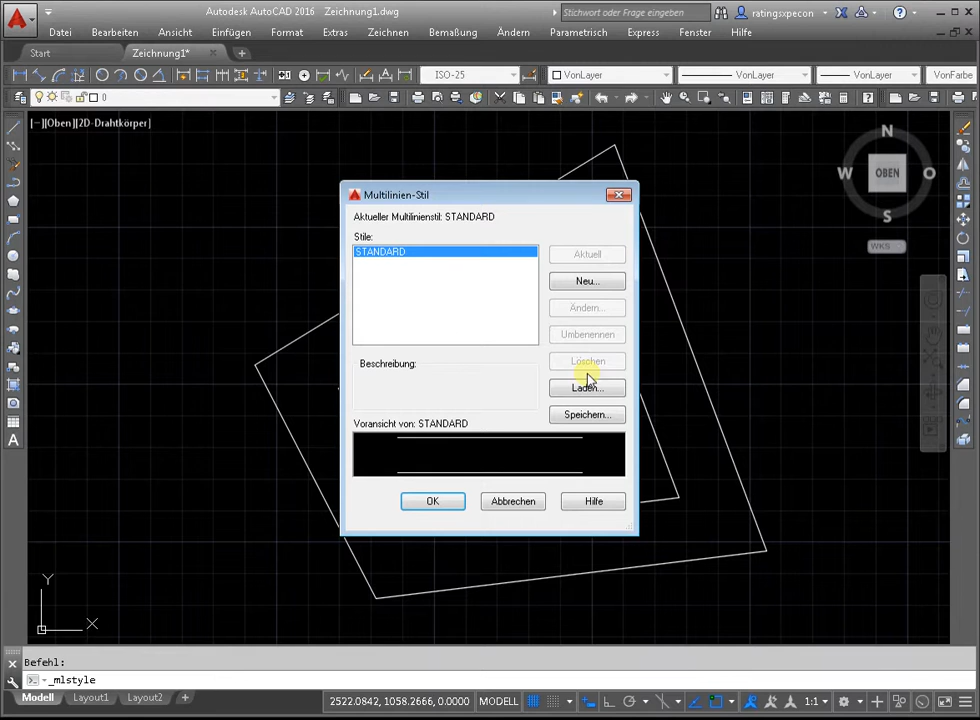 Autodesk AutoCAD 2016 Zeichnung1.dwg
Stichwort oder Frage eingeben
ratingsxpecon
Datei Bearbeiten Ansicht Einfügen Format Extras Zeichnen Bemaßung Ändern Parametrisch Express Fenster Hilfe
Start Zeichnung1*
ISO-25 VonLayer VonLayer VonLayer VonFarbe
0
[−][Oben][2D-Drahtkörper]
N
W OBEN O
S
WKS
Multilinien-Stil
Aktueller Multilinienstil: STANDARD
Stile:
STANDARD
Aktuell
Neu...
Ändern...
Umbenennen
Löschen
Laden...
Speichern...
Beschreibung:
Voransicht von: STANDARD
OK Abbrechen Hilfe
Y
X
Befehl:
_mlstyle
Modell Layout1 Layout2 +
2522.0842, 1058.2666, 0.0000 MODELL 1:1